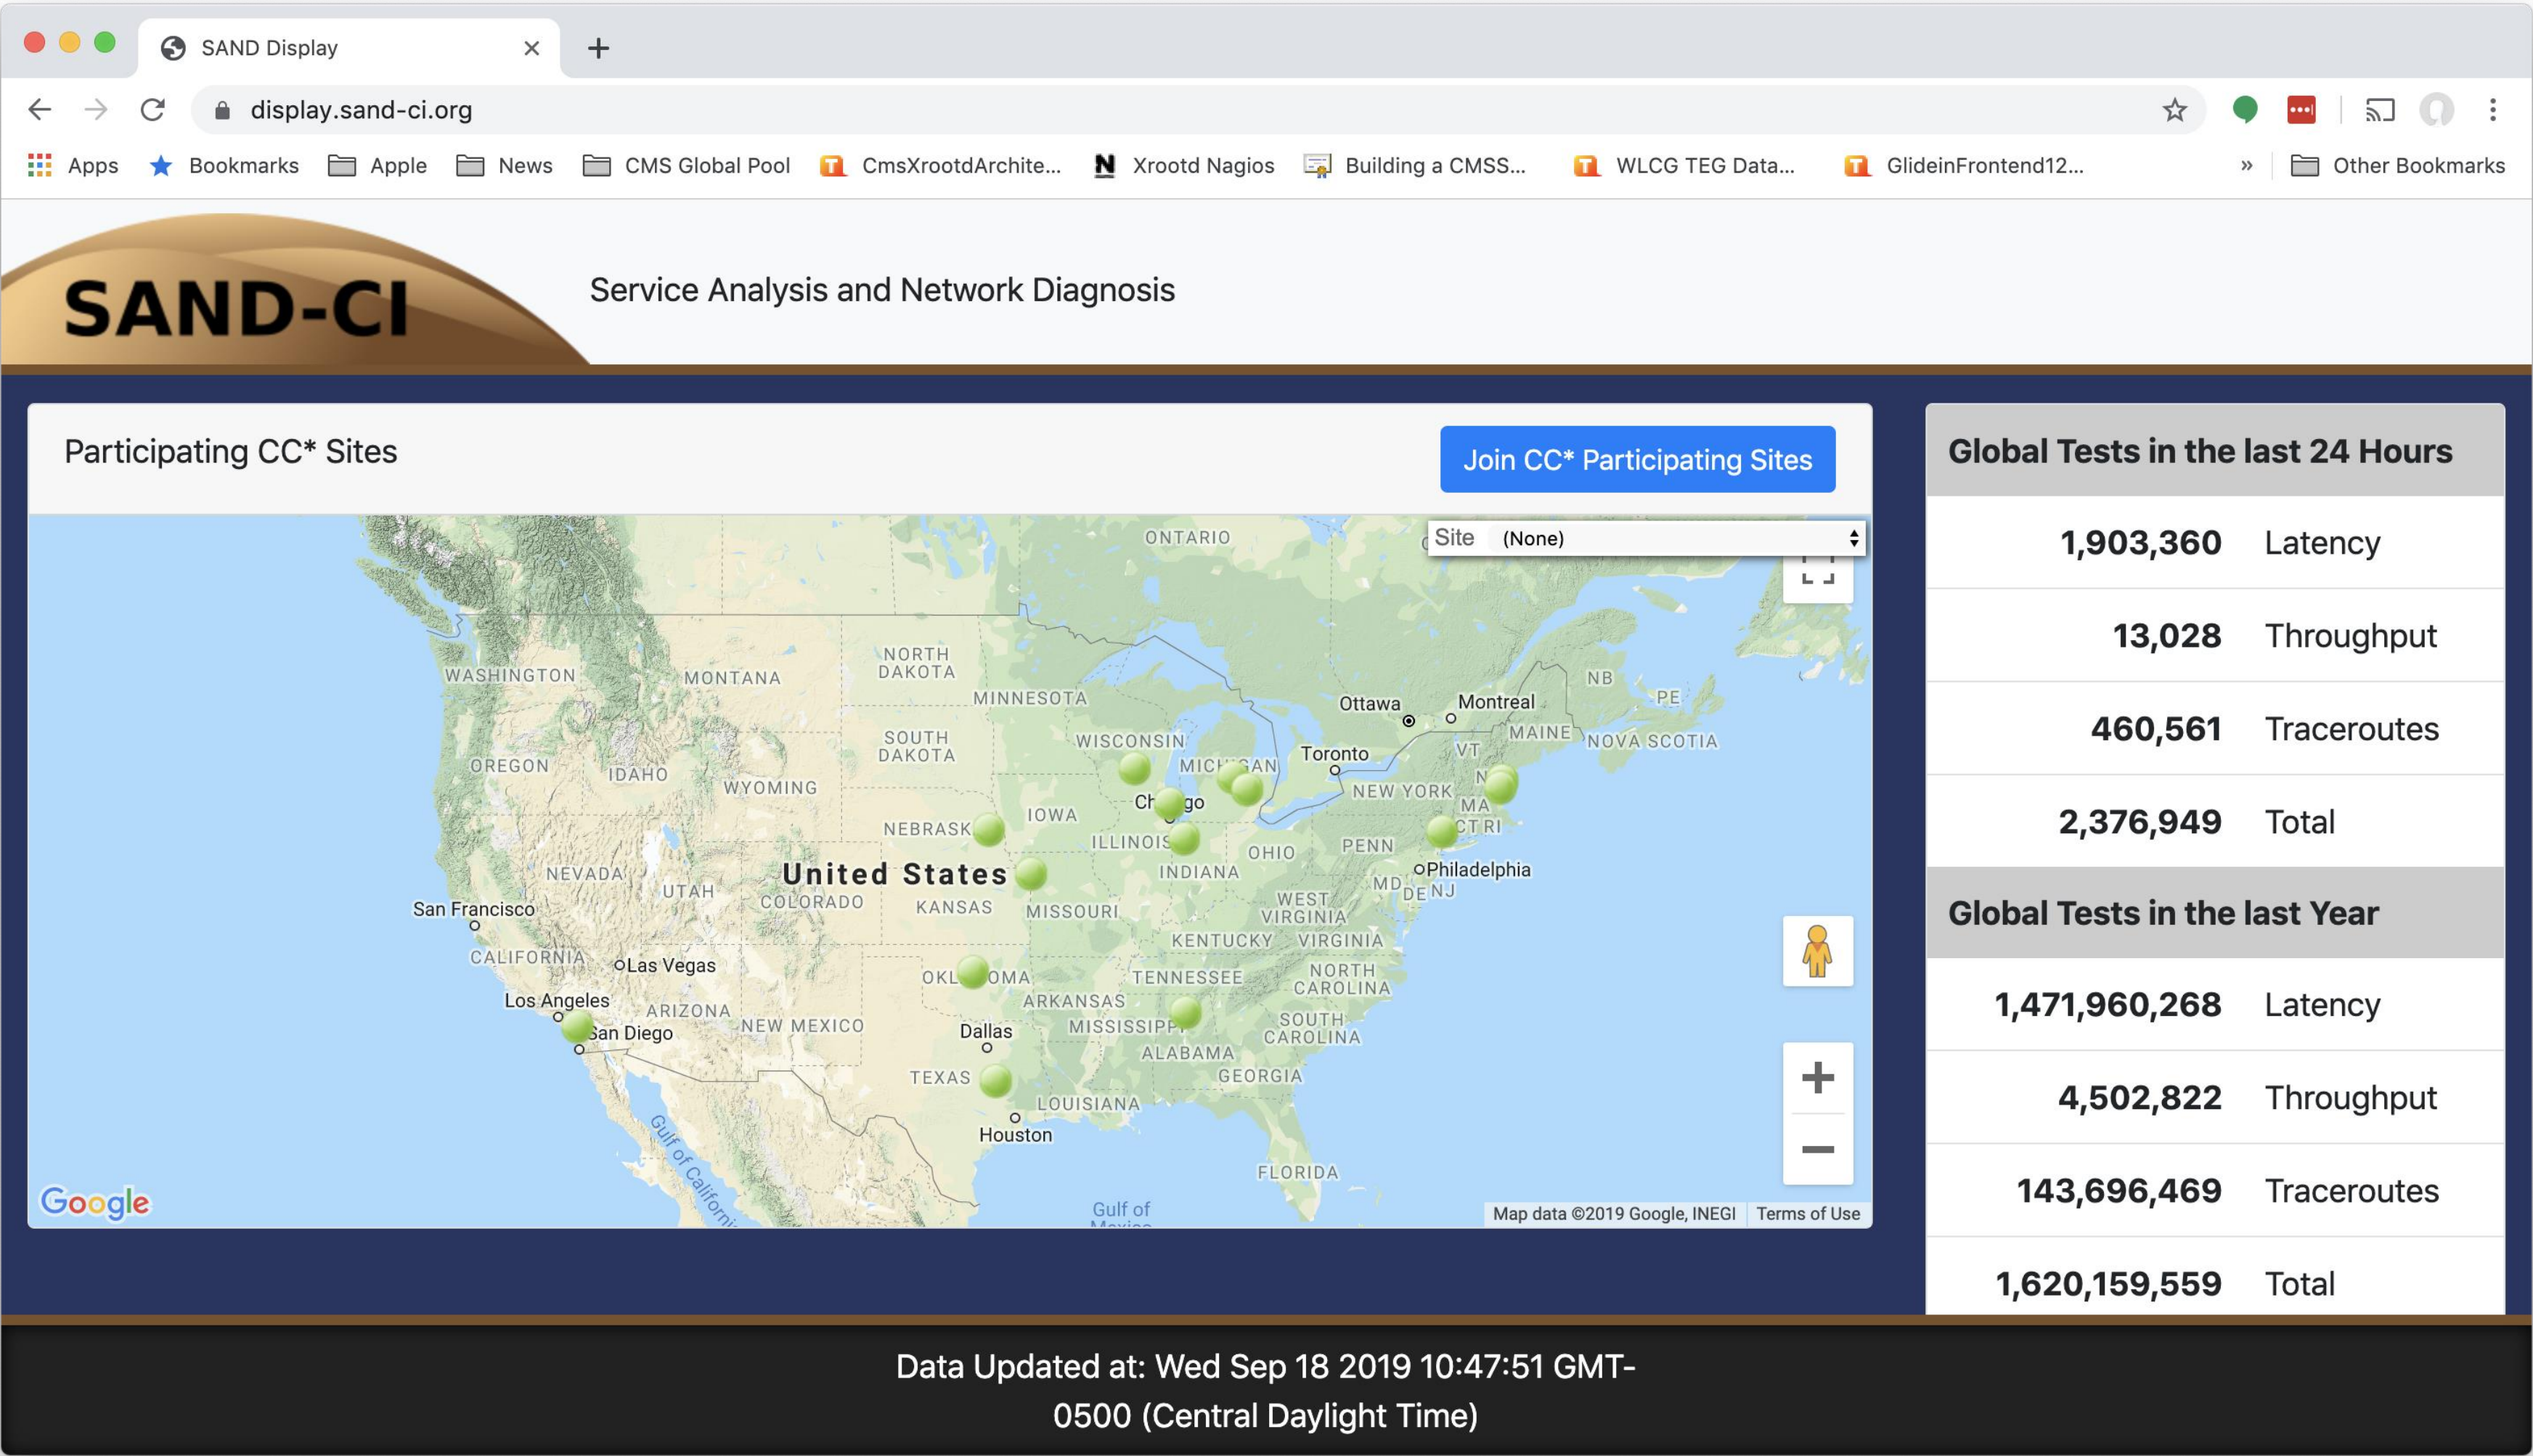 SAND Display
display.sand-ci.org
Apps Bookmarks Apple News CMS Global Pool CmsXrootdArchite... Xrootd Nagios Building a CMSS... WLCG TEG Data... GlideinFrontend12... » Other Bookmarks
SAND-CI
Service Analysis and Network Diagnosis
Participating CC* Sites
Join CC* Participating Sites
Site (None)
ONTARIO
WASHINGTON
MONTANA
NORTH
DAKOTA
MINNESOTA
Ottawa
Montreal
NB
PE
SOUTH
DAKOTA
WISCONSIN
Toronto
VT
MAINE
NOVA SCOTIA
OREGON
IDAHO
WYOMING
NEW YORK
MA
CT RI
IOWA
ILLINOIS
OHIO
PENN
Philadelphia
United States
NEVADA
UTAH
COLORADO
KANSAS
MISSOURI
INDIANA
MD
DE NJ
WEST
VIRGINIA
San Francisco
KENTUCKY
VIRGINIA
CALIFORNIA
Las Vegas
TENNESSEE
NORTH
CAROLINA
Los Angeles
ARIZONA
NEW MEXICO
ARKANSAS
San Diego
Dallas
SOUTH
CAROLINA
ALABAMA
TEXAS
GEORGIA
LOUISIANA
Houston
FLORIDA
Gulf of
Google
Map data ©2019 Google, INEGI Terms of Use
Global Tests in the last 24 Hours
1,903,360 Latency
13,028 Throughput
460,561 Traceroutes
2,376,949 Total
Global Tests in the last Year
1,471,960,268 Latency
4,502,822 Throughput
143,696,469 Traceroutes
1,620,159,559 Total
Data Updated at: Wed Sep 18 2019 10:47:51 GMT-
0500 (Central Daylight Time)